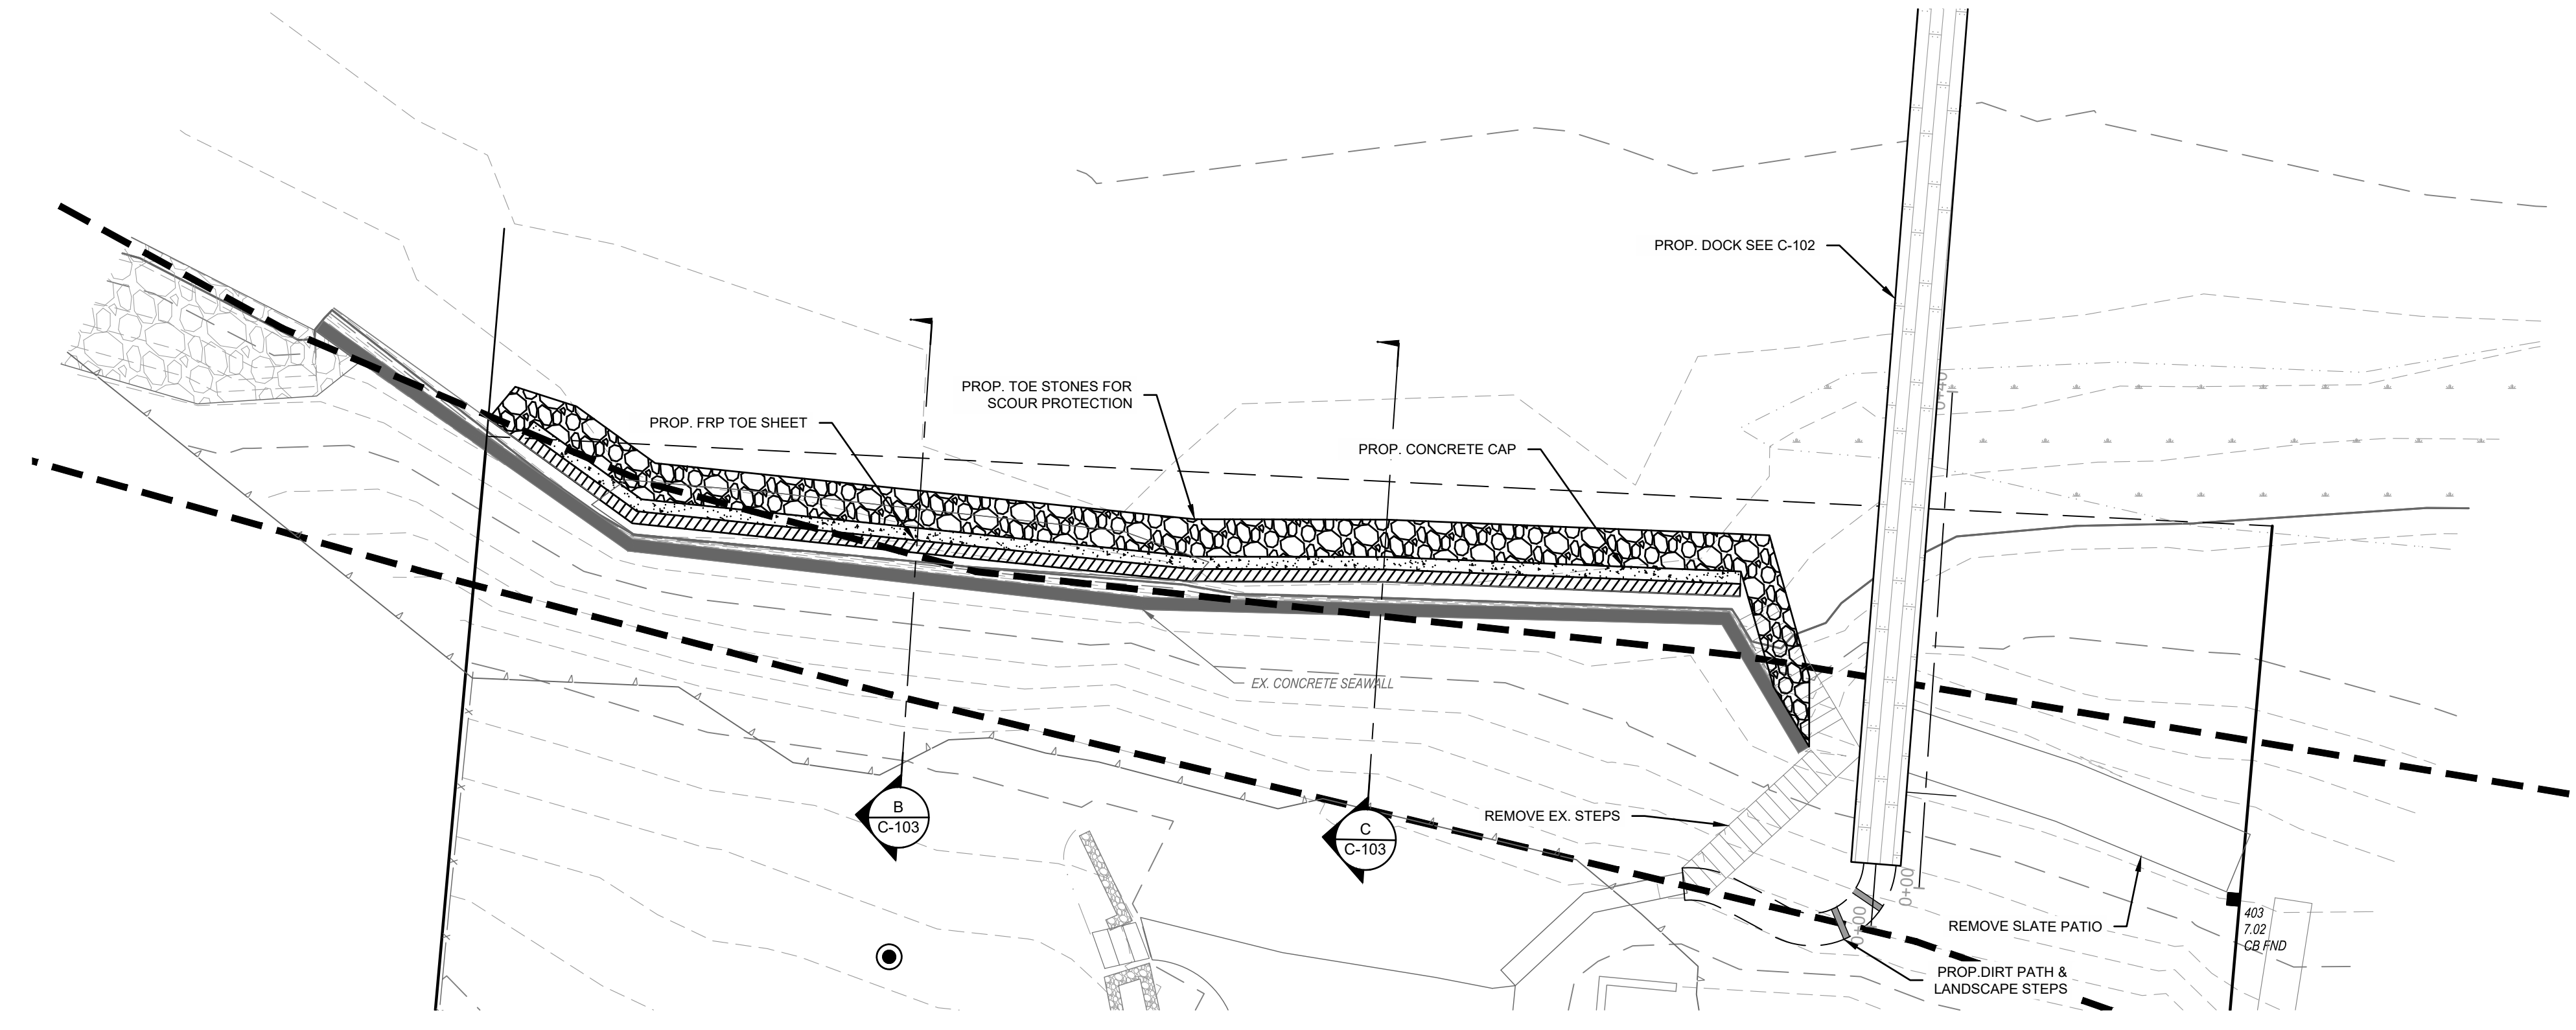 PROP. DOCK SEE C-102
0+40
PROP. TOE STONES FOR
SCOUR PROTECTION
PROP. FRP TOE SHEET
PROP. CONCRETE CAP
EX. CONCRETE SEAWALL
B
C-103
C
C-103
REMOVE EX. STEPS
0+00
0+00
REMOVE SLATE PATIO
403
7.02
CB FND
PROP.DIRT PATH &
LANDSCAPE STEPS